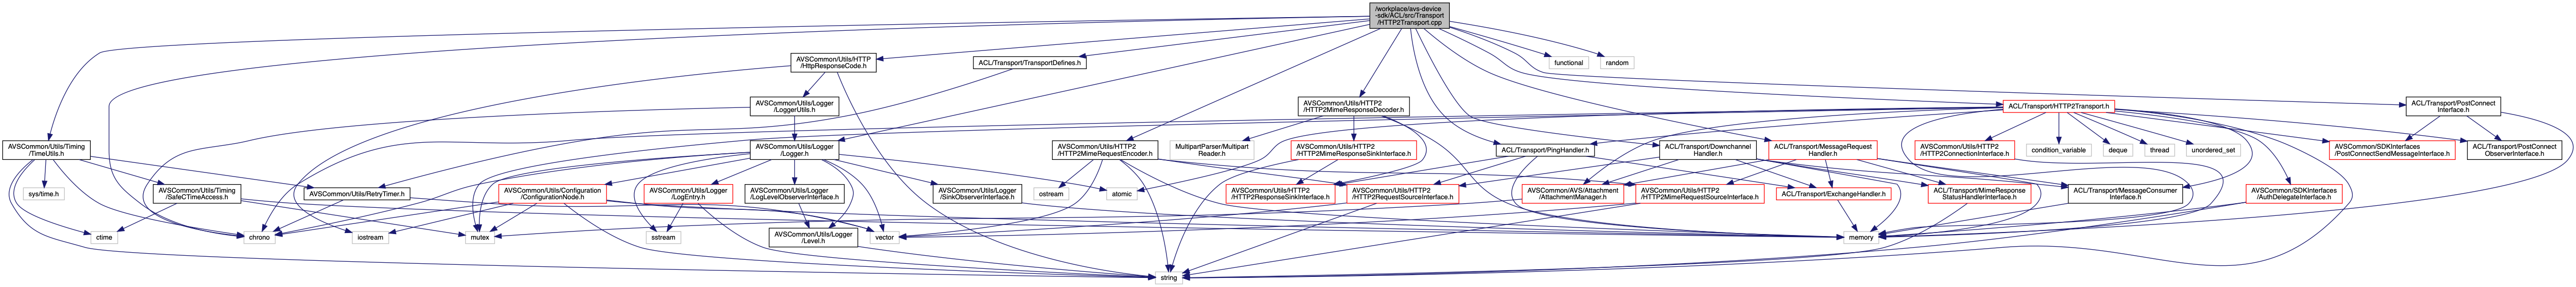 /workplace/avs-device
-sdk/ACL/src/Transport
/HTTP2Transport.cpp
AVSCommon/Utils/HTTP
/HttpResponseCode.h
ACL/Transport/TransportDefines.h
functional
random
AVSCommon/Utils/Logger
/LoggerUtils.h
AVSCommon/Utils/HTTP2
/HTTP2MimeResponseDecoder.h
ACL/Transport/HTTP2Transport.h
ACL/Transport/PostConnect
Interface.h
AVSCommon/Utils/Timing
/TimeUtils.h
AVSCommon/Utils/Logger
/Logger.h
AVSCommon/Utils/HTTP2
/HTTP2MimeRequestEncoder.h
MultipartParser/Multipart
Reader.h
AVSCommon/Utils/HTTP2
/HTTP2MimeResponseSinkInterface.h
ACL/Transport/PingHandler.h
ACL/Transport/Downchannel
Handler.h
ACL/Transport/MessageRequest
Handler.h
AVSCommon/Utils/HTTP2
/HTTP2ConnectionInterface.h
condition_variable
deque
thread
unordered_set
AVSCommon/SDKInterfaces
/PostConnectSendMessageInterface.h
ACL/Transport/PostConnect
ObserverInterface.h
sys/time.h
AVSCommon/Utils/Timing
/SafeCTimeAccess.h
AVSCommon/Utils/RetryTimer.h
AVSCommon/Utils/Configuration
/ConfigurationNode.h
AVSCommon/Utils/Logger
/LogEntry.h
AVSCommon/Utils/Logger
/LogLevelObserverInterface.h
atomic
AVSCommon/Utils/Logger
/SinkObserverInterface.h
ostream
AVSCommon/Utils/HTTP2
/HTTP2ResponseSinkInterface.h
AVSCommon/Utils/HTTP2
/HTTP2RequestSourceInterface.h
AVSCommon/AVS/Attachment
/AttachmentManager.h
AVSCommon/Utils/HTTP2
/HTTP2MimeRequestSourceInterface.h
ACL/Transport/ExchangeHandler.h
ACL/Transport/MimeResponse
StatusHandlerInterface.h
ACL/Transport/MessageConsumer
Interface.h
AVSCommon/SDKInterfaces
/AuthDelegateInterface.h
ctime
chrono
iostream
mutex
sstream
AVSCommon/Utils/Logger
/Level.h
vector
memory
string